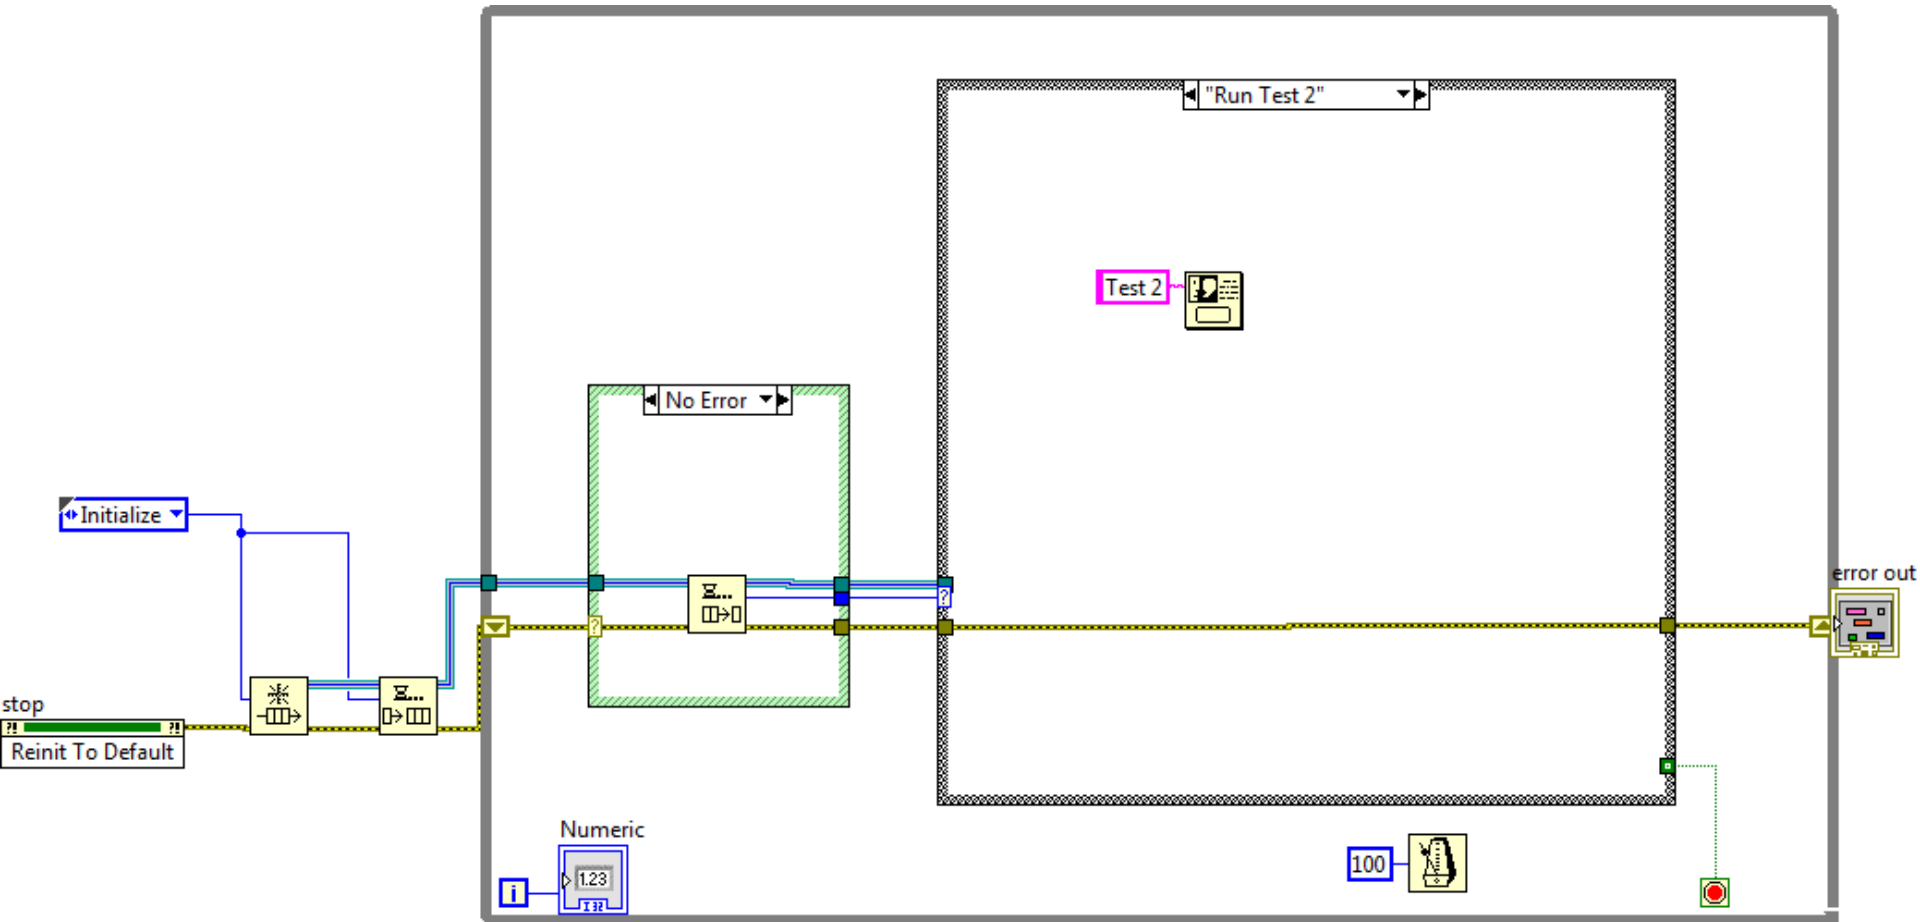 "Run Test 2"
Test 2
No Error
Initialize
error out
stop
?! ?!
Reinit To Default
?
?
Numeric
1.23
I32
i
100